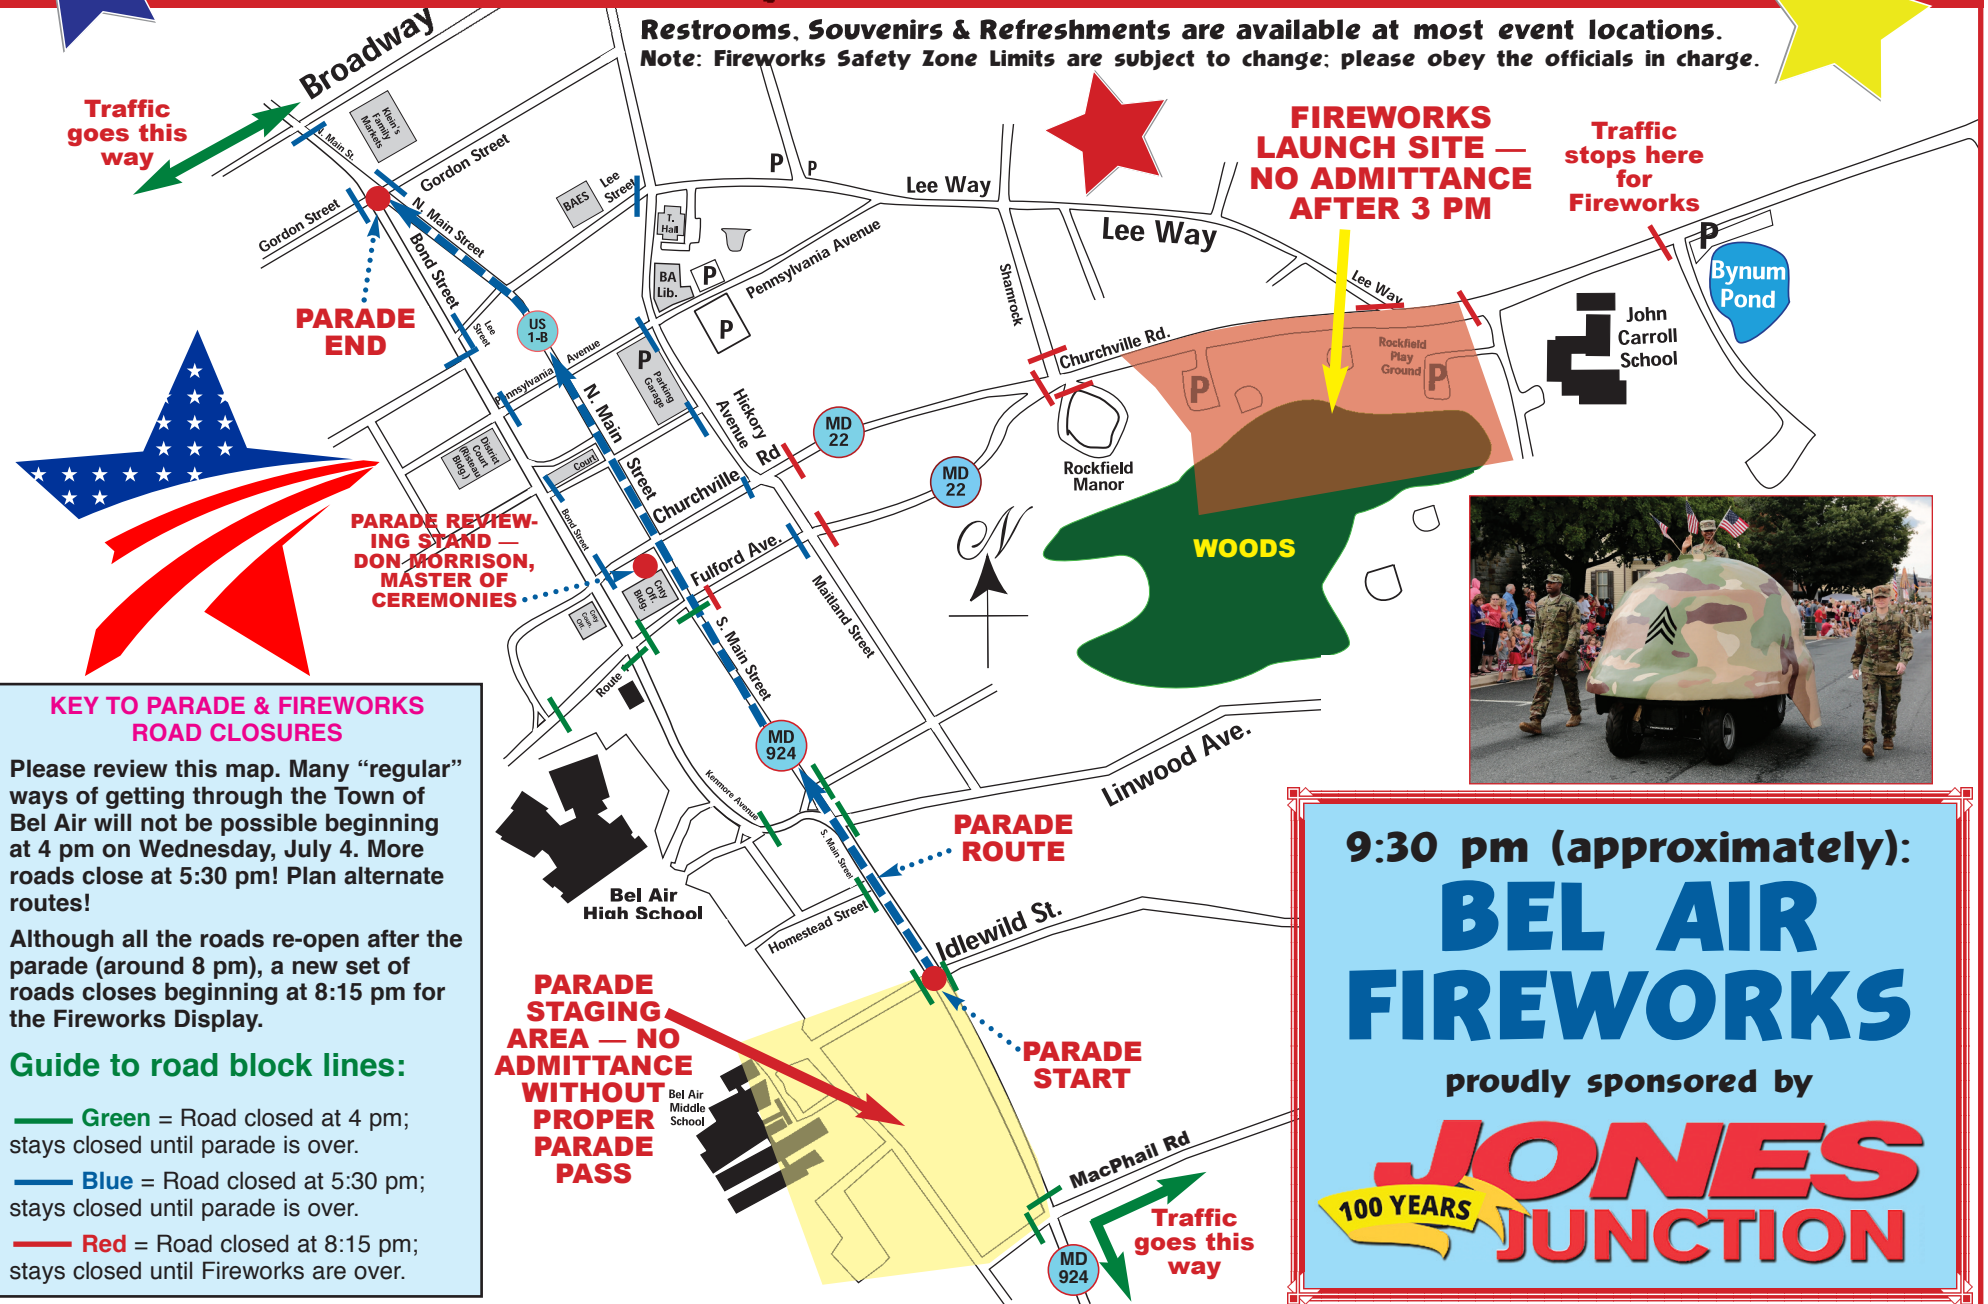 Restrooms, Souvenirs & Refreshments are available at most event locations.
Note: Fireworks Safety Zone Limits are subject to change; please obey the officials in charge.
Broadway
Traffic
goes this
way
N. Main St.
Klein's
Family
Markets
Gordon Street
Gordon Street
N. Main Street
Bond Street
BAES
Lee
Street
T.
Hall
BA
Lib.
P
P
P
P
Lee Way
Lee Way
Lee Way
Pennsylvania Avenue
Shamrock
FIREWORKS
LAUNCH SITE —
NO ADMITTANCE
AFTER 3 PM
Traffic
stops here
for
Fireworks
P
Bynum
Pond
John
Carroll
School
PARADE
END
US
1-B
Lee
Street
Pennsylvania
Avenue
P
Parking
Garage
N. Main
Street
Hickory
Avenue
Churchville Rd.
Rockfield
Play
Ground
P
P
MD
22
MD
22
Rockfield
Manor
District
Court
(Risteau
Bldg.)
Court
Churchville
Rd
Bond Street
PARADE REVIEW-
ING STAND —
DON MORRISON,
MASTER OF
CEREMONIES
Cnty
Off.
Bldg.
Cnty
Coun.
Off.
Fulford Ave.
Maitland Street
N
WOODS
S. Main Street
Route
MD
924
Kenmore Avenue
Linwood Ave.
Bel Air
High School
S. Main Street
PARADE
ROUTE
Homestead Street
Idlewild St.
PARADE
STAGING
AREA — NO
ADMITTANCE
WITHOUT
PROPER
PARADE
PASS
Bel Air
Middle
School
PARADE
START
MacPhail Rd
Traffic
goes this
way
MD
924
KEY TO PARADE & FIREWORKS
ROAD CLOSURES
Please review this map. Many “regular”
ways of getting through the Town of
Bel Air will not be possible beginning
at 4 pm on Wednesday, July 4. More
roads close at 5:30 pm! Plan alternate
routes!
Although all the roads re-open after the
parade (around 8 pm), a new set of
roads closes beginning at 8:15 pm for
the Fireworks Display.
Guide to road block lines:
Green = Road closed at 4 pm;
stays closed until parade is over.
Blue = Road closed at 5:30 pm;
stays closed until parade is over.
Red = Road closed at 8:15 pm;
stays closed until Fireworks are over.
9:30 pm (approximately):
BEL AIR
FIREWORKS
proudly sponsored by
JONES
100 YEARS
JUNCTION